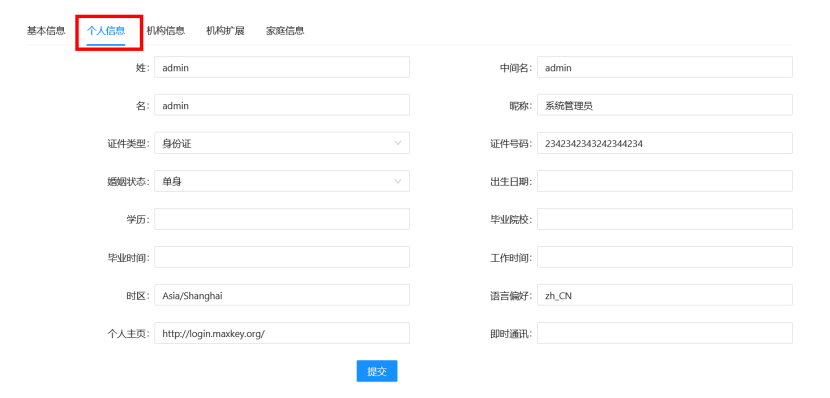 基本信息 个人信息 机构信息 机构扩展 家庭信息
姓: admin 中间名: admin
名: admin 昵称: 系统管理员
证件类型: 身份证 证件号码: 2342342343242344234
婚姻状态: 单身 出生日期:
学历: 毕业院校:
毕业时间: 工作时间:
时区: Asia/Shanghai 语言偏好: zh_CN
个人主页: http://login.maxkey.org/ 即时通讯:
提交